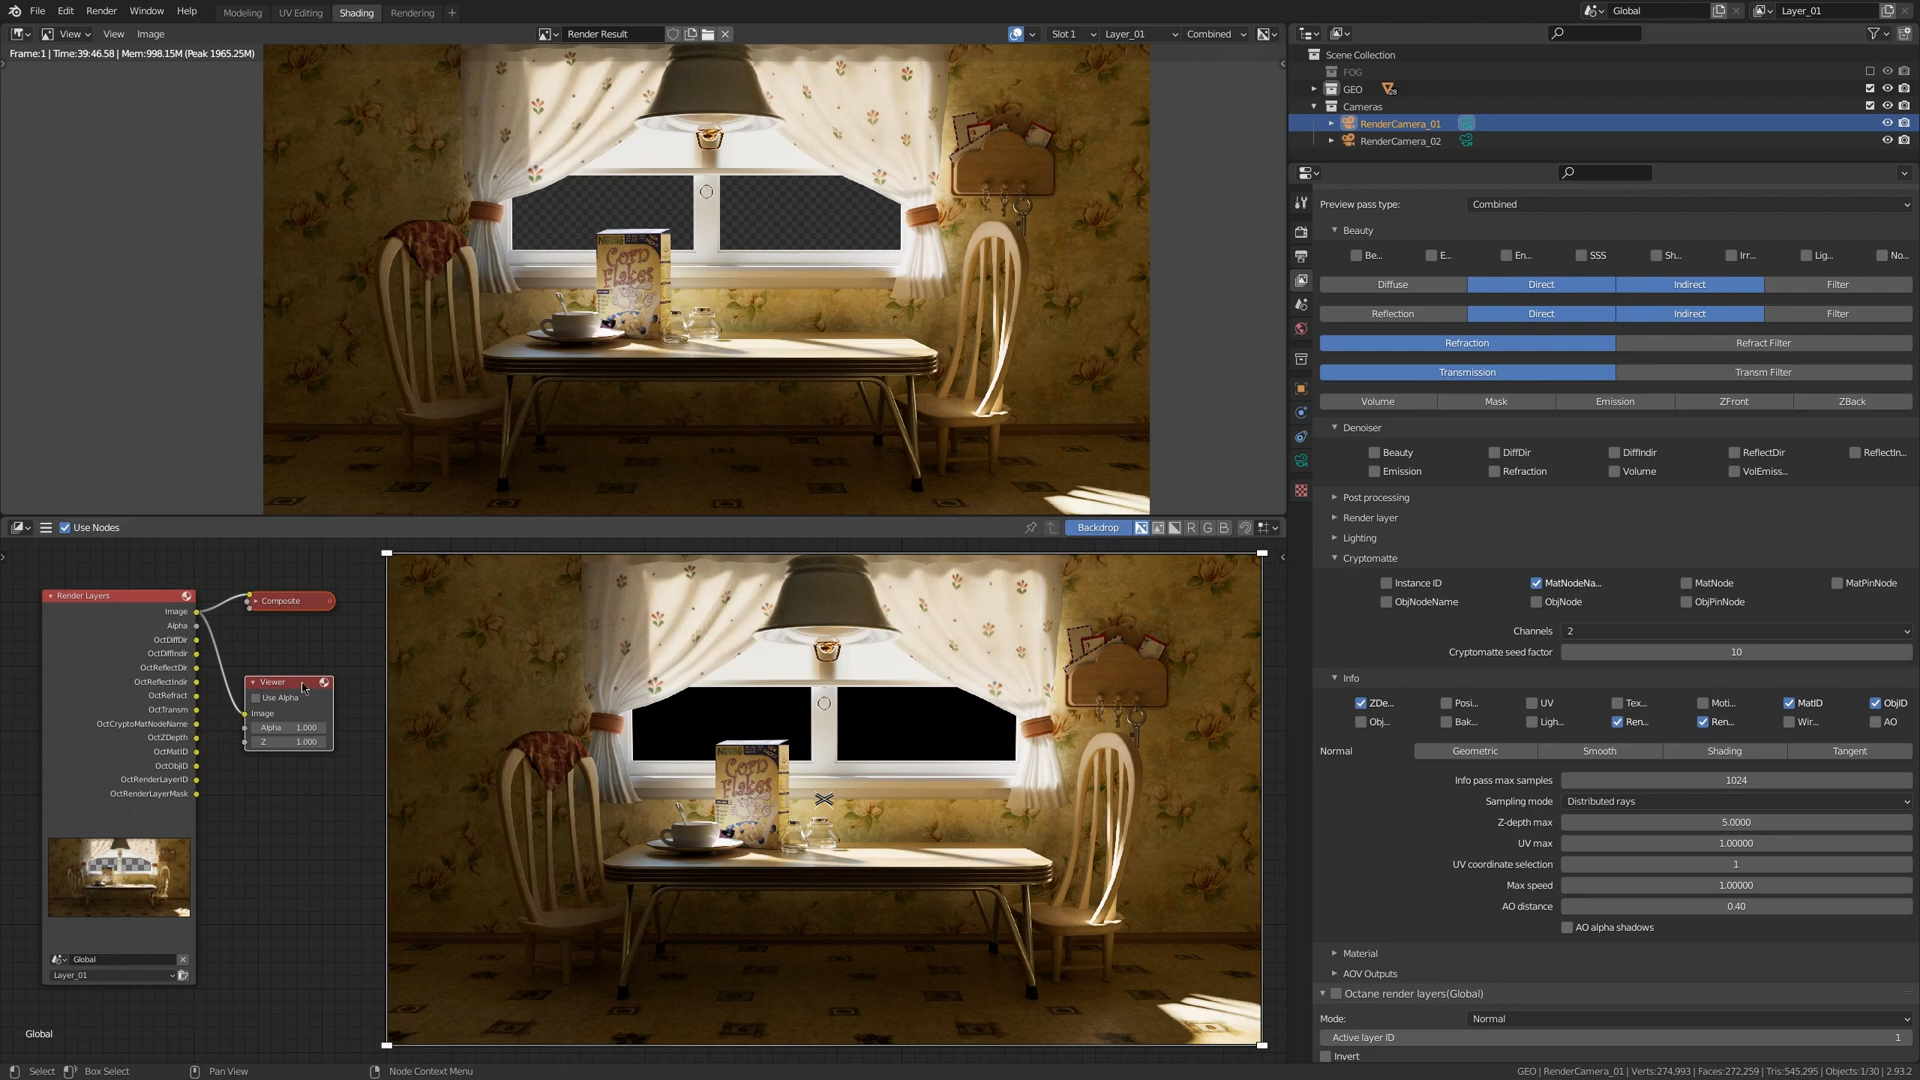 File Edit Render Window Help
Modeling UV Editing Shading Rendering +
Global
Layer_01
View View Image
Render Result
Slot 1 Layer_01 Combined
Frame:1 | Time:39:46.58 | Mem:998.15M (Peak 1965.25M)
Nestlé
Corn
Flakes
Scene Collection
FOG
GEO 28
Cameras
RenderCamera_01
RenderCamera_02
Preview pass type: Combined
Beauty
Be... E... En... SSS Sh... Irr... Lig... No...
Diffuse Direct Indirect Filter
Reflection Direct Indirect Filter
Refraction Refract Filter
Transmission Transm Filter
Volume Mask Emission ZFront ZBack
Denoiser
Beauty DiffDir DiffIndir ReflectDir ReflectIn...
Emission Refraction Volume VolEmiss...
Post processing
Render layer
Lighting
Cryptomatte
Instance ID MatNodeNa... MatNode MatPinNode
ObjNodeName ObjNode ObjPinNode
Channels 2
Cryptomatte seed factor 10
Info
ZDe... Posi... UV Tex... Moti... MatID ObjID
Obj... Bak... Ligh... Ren... Ren... Wir... AO
Normal Geometric Smooth Shading Tangent
Info pass max samples 1024
Sampling mode Distributed rays
Z-depth max 5.0000
UV max 1.00000
UV coordinate selection 1
Max speed 1.00000
AO distance 0.40
AO alpha shadows
Material
AOV Outputs
Octane render layers(Global)
Mode: Normal
Active layer ID 1
Invert
Use Nodes
Backdrop R G B
Render Layers
Image
Alpha
OctDiffDir
OctDiffIndir
OctReflectDir
OctReflectIndir
OctRefract
OctTransm
OctCryptoMatNodeName
OctZDepth
OctMatID
OctObjID
OctRenderLayerID
OctRenderLayerMask
Global
Layer_01
Composite
Viewer
Use Alpha
Image
Alpha 1.000
Z 1.000
Corn
Flakes
Global
Select Box Select Pan View Node Context Menu
GEO | RenderCamera_01 | Verts:274,993 | Faces:272,259 | Tris:545,295 | Objects:1/30 | 2.93.2